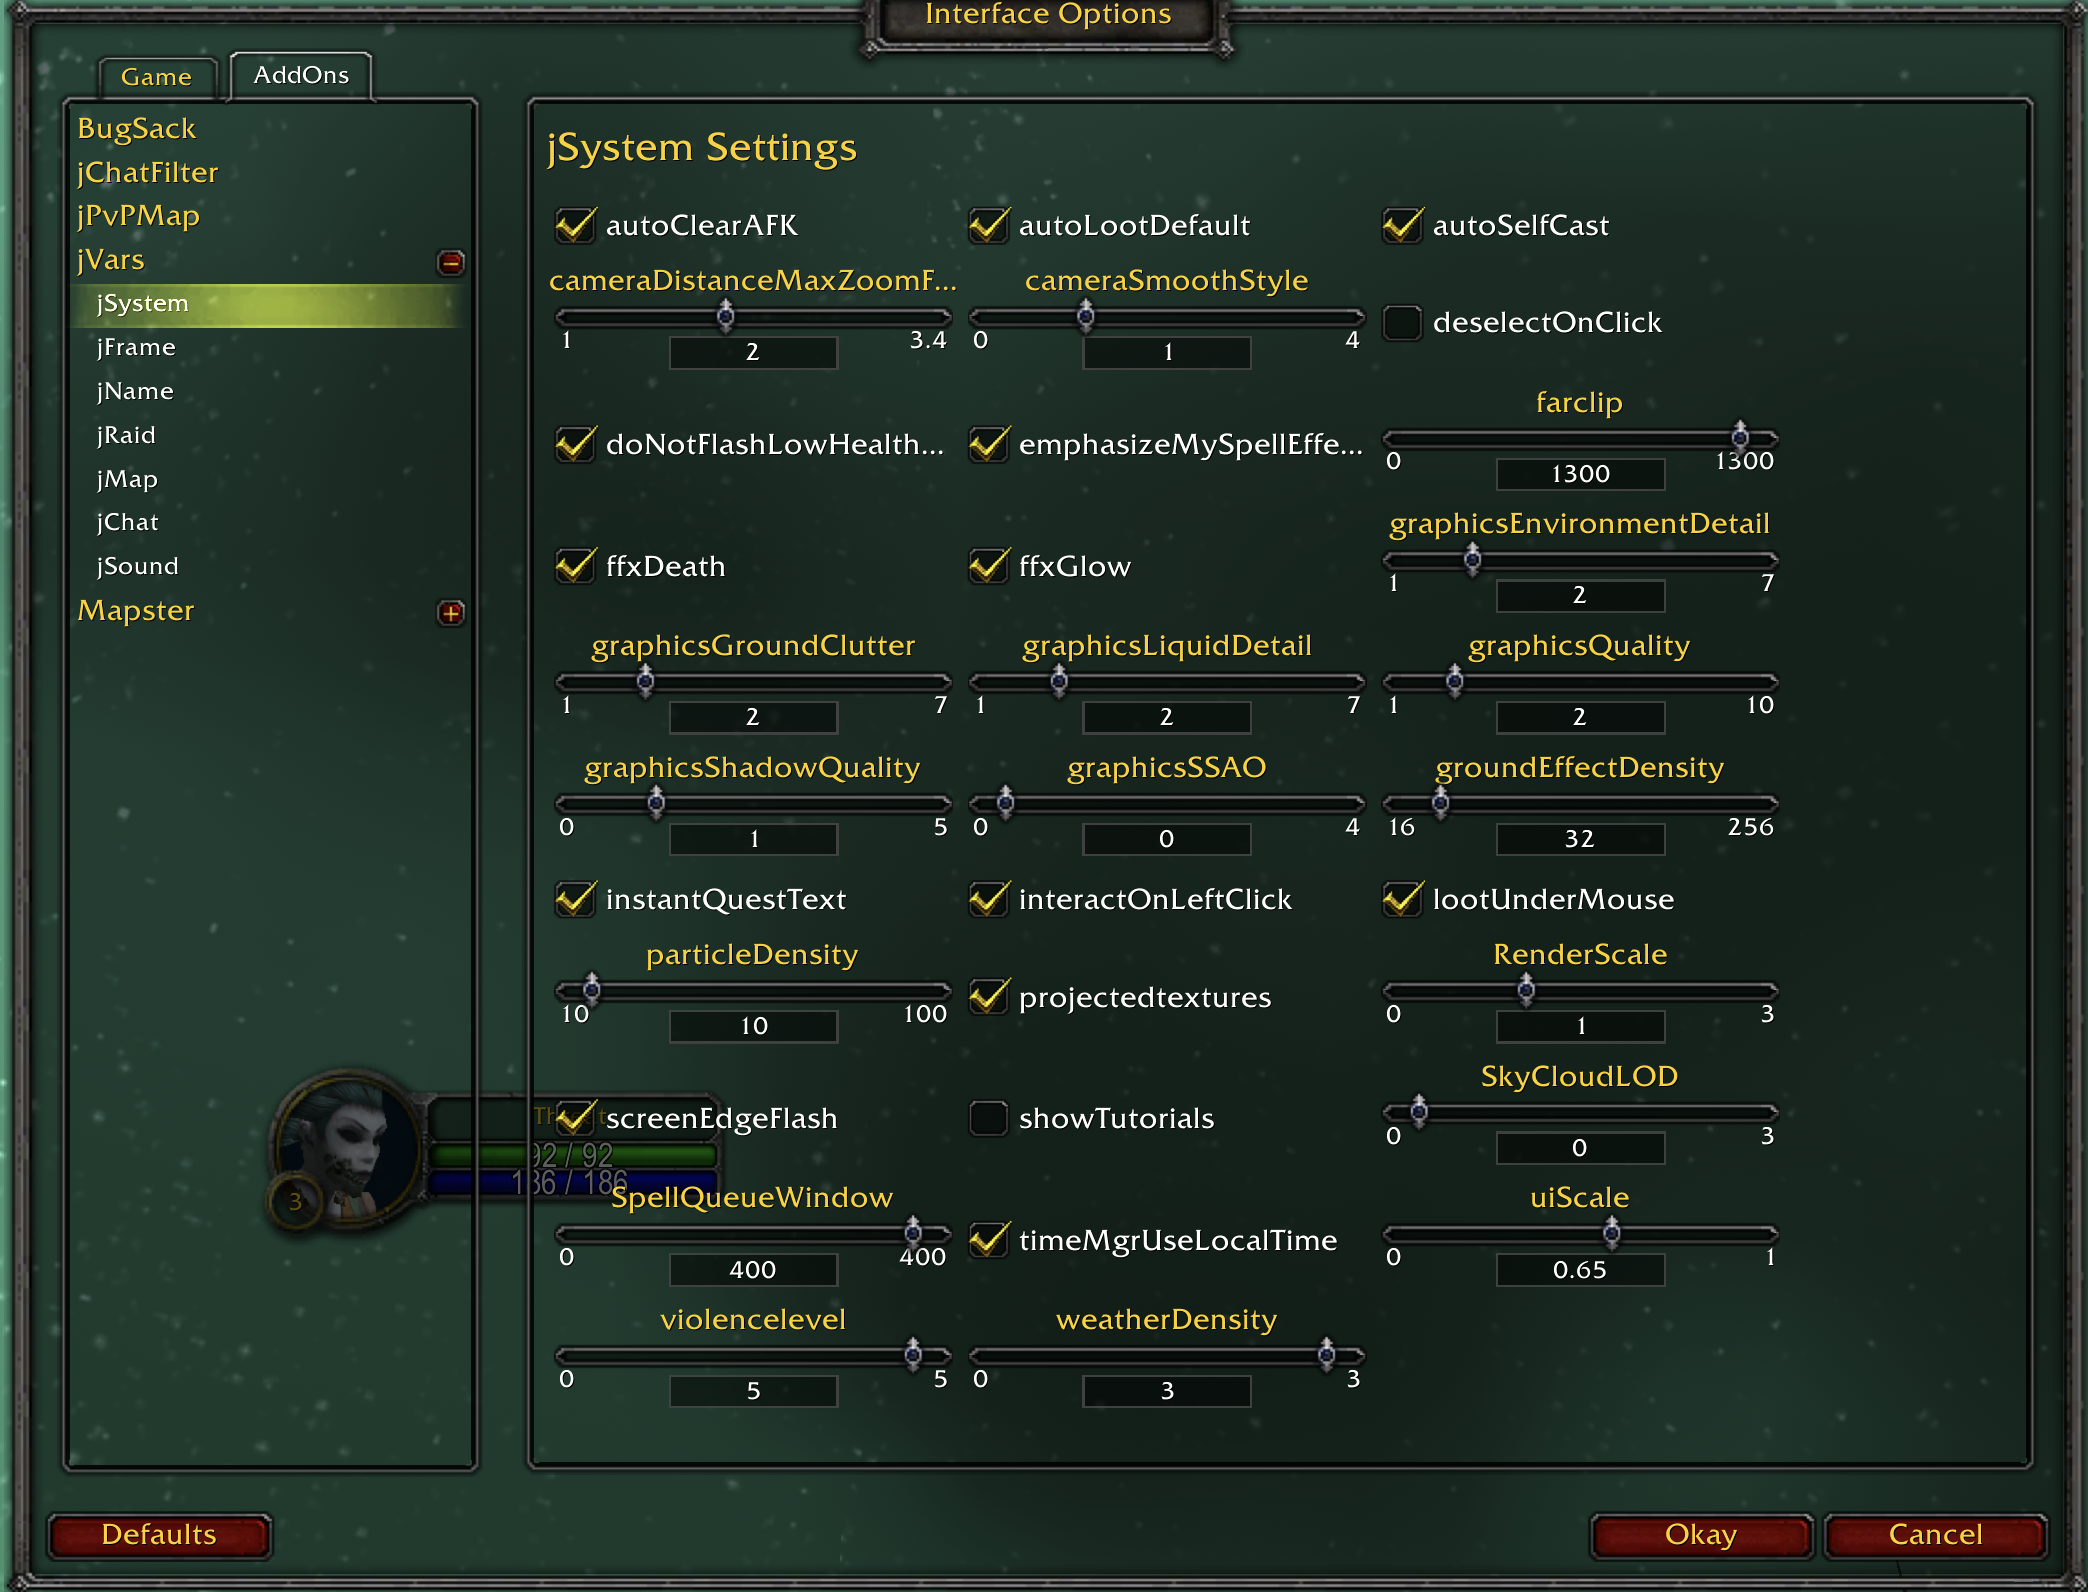 Interface Options
Game
AddOns
BugSack
jChatFilter
jPvPMap
jVars
jSystem
jFrame
jName
jRaid
jMap
jChat
jSound
Mapster
jSystem Settings
autoClearAFK
autoLootDefault
autoSelfCast
cameraDistanceMaxZoomF...
1
3.4
2
cameraSmoothStyle
0
4
1
deselectOnClick
doNotFlashLowHealth...
emphasizeMySpellEffe...
farclip
0
1300
1300
ffxDeath
ffxGlow
graphicsEnvironmentDetail
1
7
2
graphicsGroundClutter
1
7
2
graphicsLiquidDetail
1
7
2
graphicsQuality
1
10
2
graphicsShadowQuality
0
5
1
graphicsSSAO
0
4
0
groundEffectDensity
16
256
32
instantQuestText
interactOnLeftClick
lootUnderMouse
particleDensity
10
100
10
projectedtextures
RenderScale
0
3
1
screenEdgeFlash
showTutorials
SkyCloudLOD
0
3
0
92 / 92
186 / 186
3
SpellQueueWindow
0
400
400
timeMgrUseLocalTime
uiScale
0
1
0.65
violencelevel
0
5
5
weatherDensity
0
3
3
Defaults
Okay
Cancel